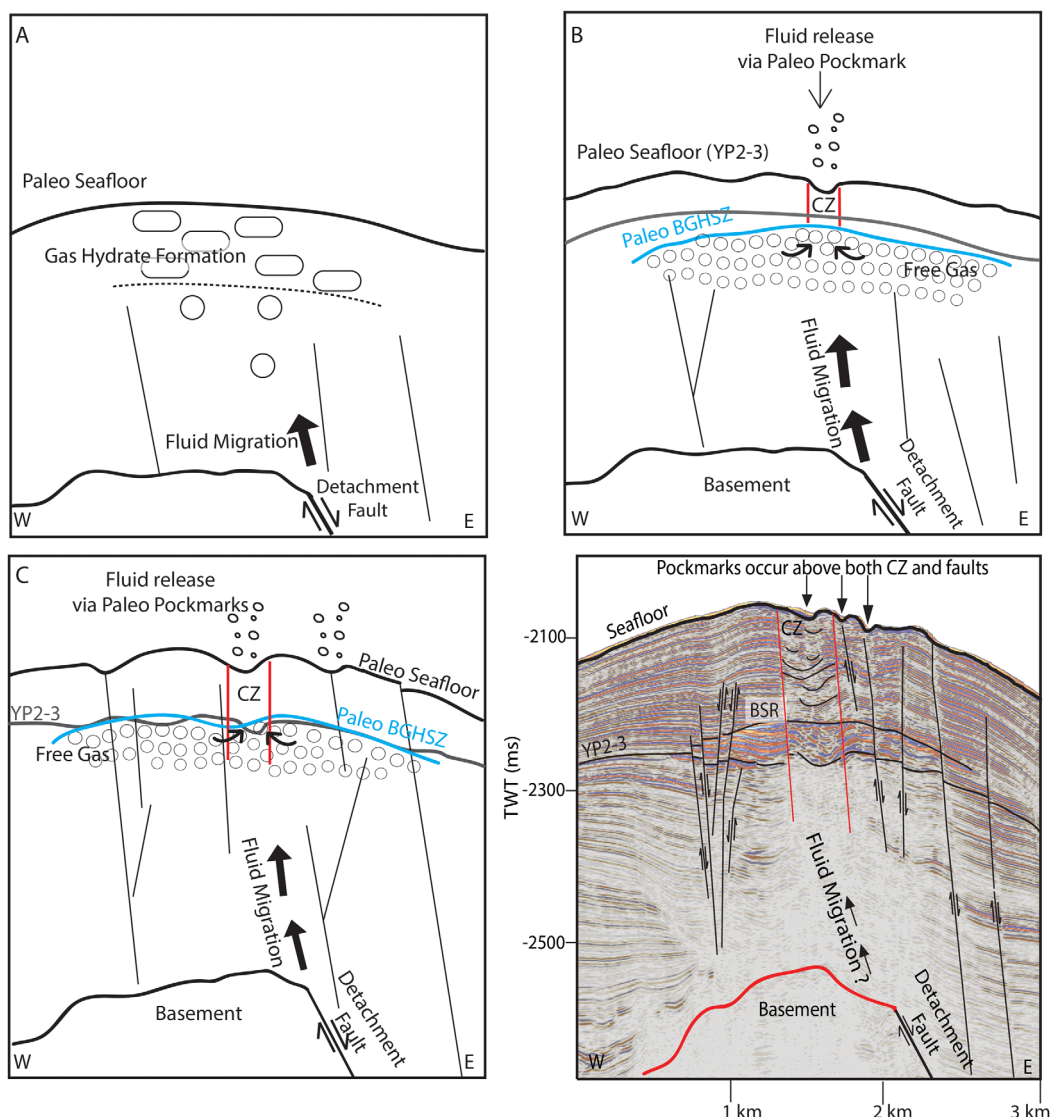 A
Paleo Seafloor
Gas Hydrate Formation
Fluid Migration
Detachment
Fault
W
E
B
Fluid release
via Paleo Pockmark
Paleo Seafloor (YP2-3)
CZ
Paleo BGHSZ
Free Gas
Fluid Migration
Detachment
Fault
Basement
W
E
C
Fluid release
via Paleo Pockmarks
Paleo Seafloor
CZ
YP2-3
Paleo BGHSZ
Free Gas
Fluid Migration
Detachment
Fault
Basement
W
E
Pockmarks occur above both CZ and faults
Seafloor
CZ
-2100
BSR
YP2-3
TWT (ms)
-2300
Fluid Migration ?
-2500
Basement
Detachment
Fault
W
E
1 km
2 km
3 km